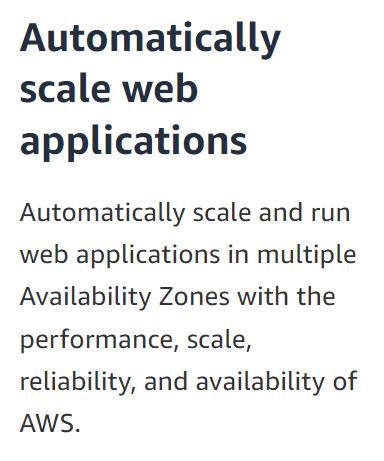 Automatically
scale web
applications
Automatically scale and run
web applications in multiple
Availability Zones with the
performance, scale,
reliability, and availability of
AWS.